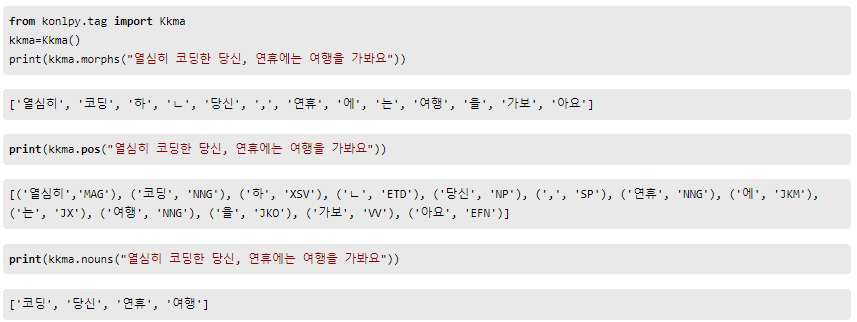 from konlpy.tag import Kkma
kkma=Kkma()
print(kkma.morphs("열심히 코딩한 당신, 연휴에는 여행을 가봐요"))
['열심히', '코딩', '하', 'ㄴ', '당신', ',', '연휴', '에', '는', '여행', '을', '가보', '아요']
print(kkma.pos("열심히 코딩한 당신, 연휴에는 여행을 가봐요"))
[('열심히','MAG'), ('코딩', 'NNG'), ('하', 'XSV'), ('ㄴ', 'ETD'), ('당신', 'NP'), (',', 'SP'), ('연휴', 'NNG'), ('에', 'JKM'),
('는', 'JX'), ('여행', 'NNG'), ('을', 'JKO'), ('가보', 'VV'), ('아요', 'EFN')]
print(kkma.nouns("열심히 코딩한 당신, 연휴에는 여행을 가봐요"))
['코딩', '당신', '연휴', '여행']